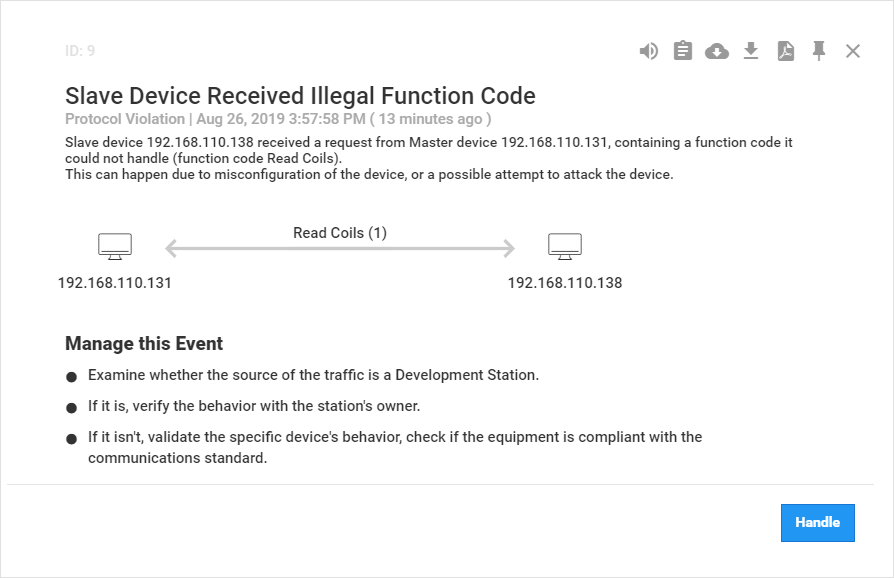 ID: 9
Slave Device Received Illegal Function Code
Protocol Violation | Aug 26, 2019 3:57:58 PM ( 13 minutes ago )
Slave device 192.168.110.138 received a request from Master device 192.168.110.131, containing a function code it
could not handle (function code Read Coils).
This can happen due to misconfiguration of the device, or a possible attempt to attack the device.
Read Coils (1)
192.168.110.131
192.168.110.138
Manage this Event
Examine whether the source of the traffic is a Development Station.
If it is, verify the behavior with the station's owner.
If it isn't, validate the specific device's behavior, check if the equipment is compliant with the
communications standard.
Handle